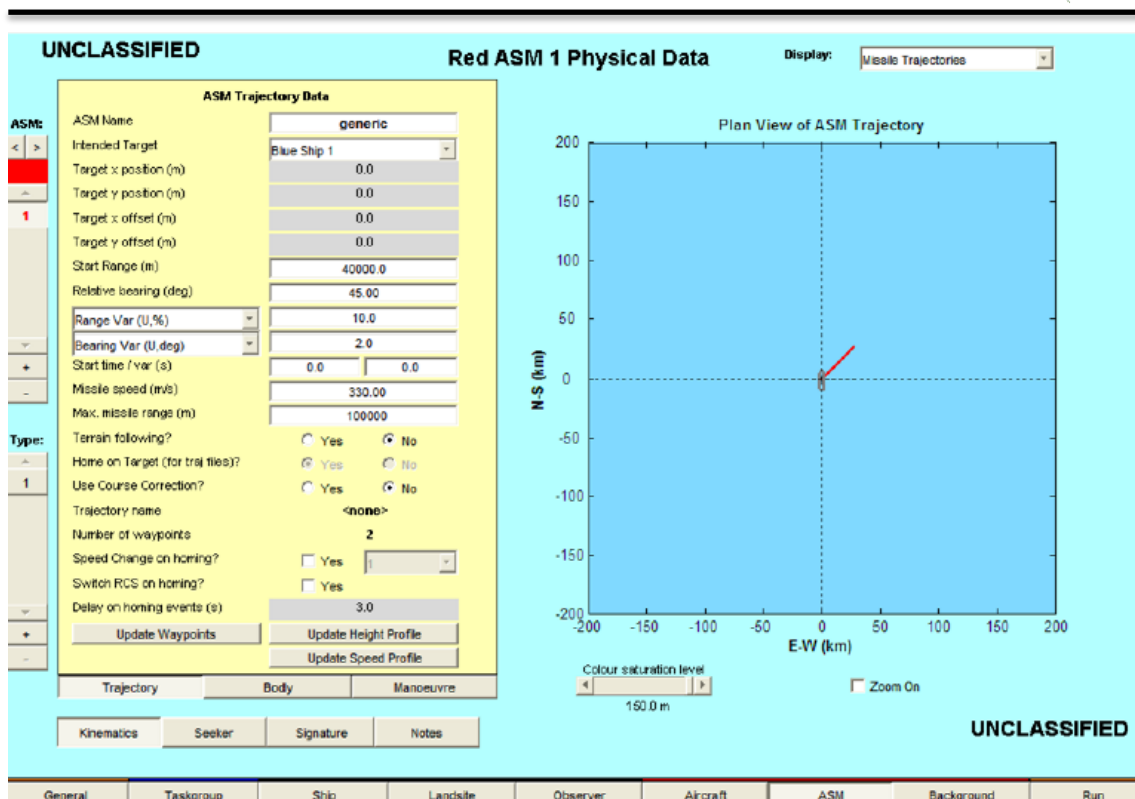 UNCLASSIFIED
Red ASM 1 Physical Data
Display:
Missile Trajectories
ASM:
< >
1
+
-
Type:
1
+
-
ASM Trajectory Data
ASM Name generic
Intended Target Blue Ship 1
Target x position (m) 0.0
Target y position (m) 0.0
Target x offset (m) 0.0
Target y offset (m) 0.0
Start Range (m) 40000.0
Relative bearing (deg) 45.00
Range Var (U,%) 10.0
Bearing Var (U,deg) 2.0
Start time / var (s) 0.0 0.0
Missile speed (m/s) 330.00
Max. missile range (m) 100000
Terrain following? Yes No
Home on Target (for traj files)? Yes No
Use Course Correction? Yes No
Trajectory name <none>
Number of waypoints 2
Speed Change on homing? Yes 1
Switch RCS on homing? Yes
Delay on homing events (s) 3.0
Update Waypoints Update Height Profile
Update Speed Profile
Trajectory Body Manoeuvre
Kinematics Seeker Signature Notes
Plan View of ASM Trajectory
200
150
100
50
0
-50
-100
-150
-200
N-S (km)
-200 -150 -100 -50 0 50 100 150 200
E-W (km)
Colour saturation level
150.0 m
Zoom On
UNCLASSIFIED
General Taskgroup Ship Landsite Observer Aircraft ASM Background Run